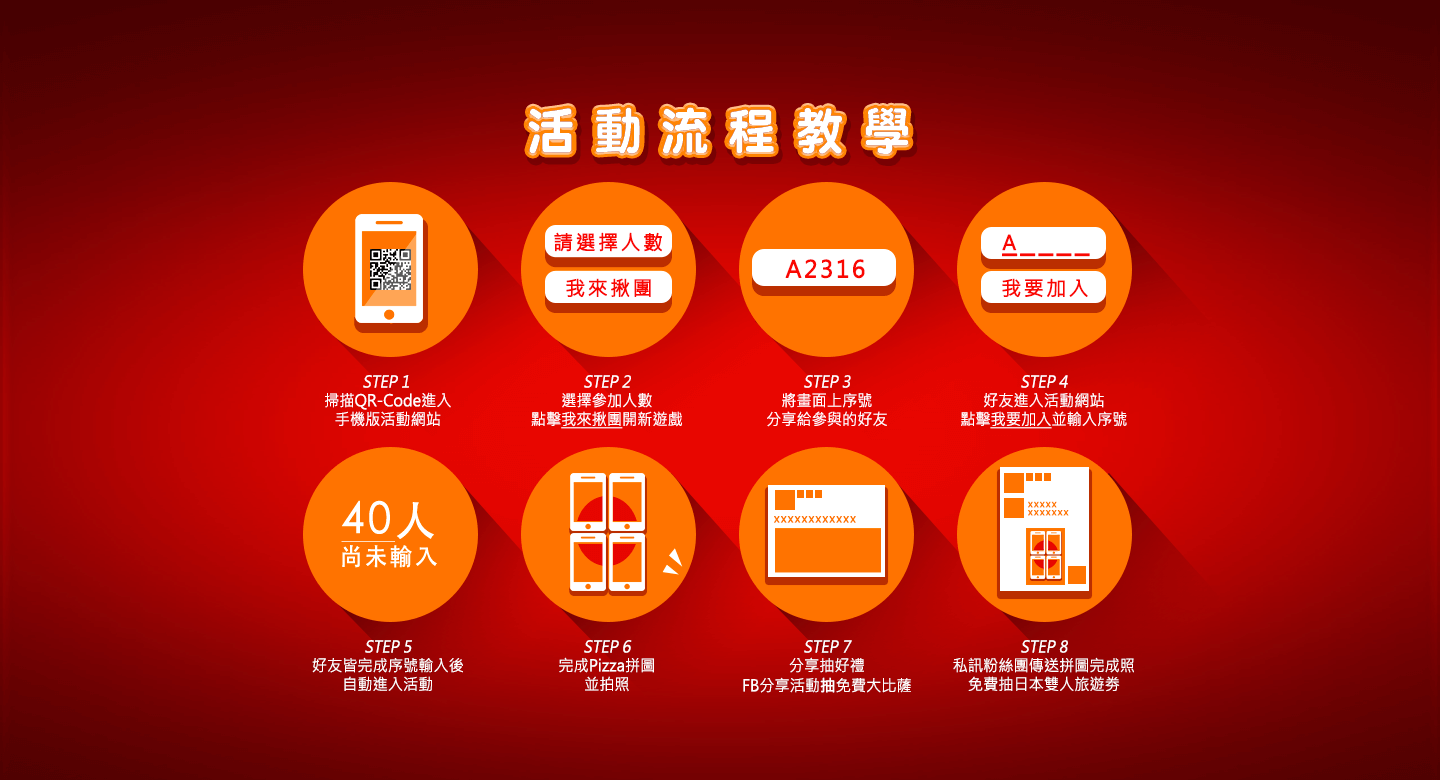 活動流程教學
請選擇人數
我來揪團
A2316
A_____
我要加入
STEP 1
掃描QR-Code進入
手機版活動網站
STEP 2
選擇參加人數
點擊我來揪團開新遊戲
STEP 3
將畫面上序號
分享給參與的好友
STEP 4
好友進入活動網站
點擊我要加入並輸入序號
40人
尚未輸入
XXXXXXXXXXXX
XXXXX
XXXXXXX
STEP 5
好友皆完成序號輸入後
自動進入活動
STEP 6
完成Pizza拼圖
並拍照
STEP 7
分享抽好禮
FB分享活動抽免費大比薩
STEP 8
私訊粉絲團傳送拼圖完成照
免費抽日本雙人旅遊劵